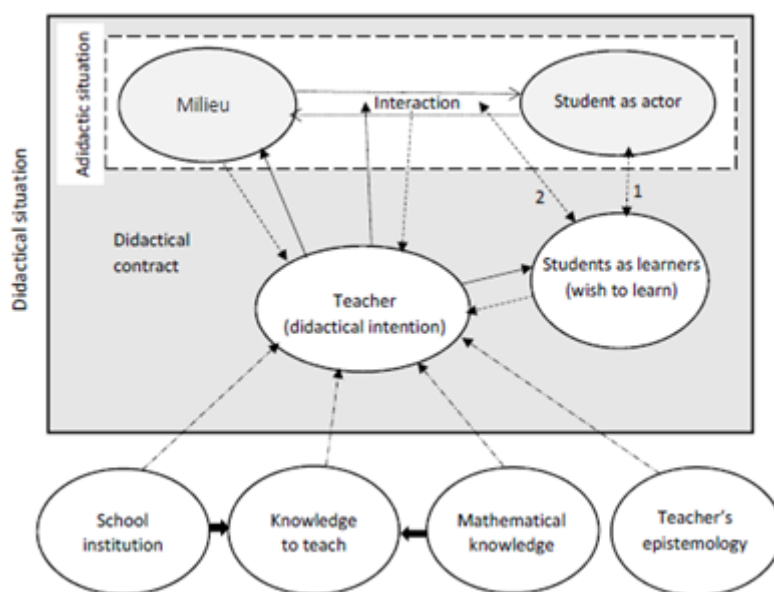 Didactical situation
Adidactic situation
Milieu
Interaction
Student as actor
2
1
Didactical
contract
Teacher
(didactical intention)
Students as learners
(wish to learn)
School
institution
Knowledge
to teach
Mathematical
knowledge
Teacher's
epistemology